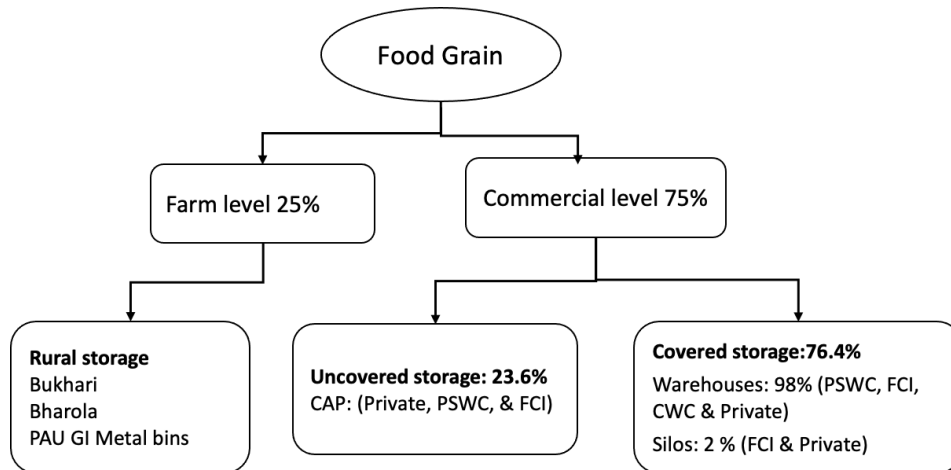 Food Grain
Farm level 25%
Commercial level 75%
Rural storage
Bukhari
Bharola
PAU GI Metal bins
Uncovered storage: 23.6%
CAP: (Private, PSWC, & FCI)
Covered storage:76.4%
Warehouses: 98% (PSWC, FCI,
CWC & Private)
Silos: 2 % (FCI & Private)